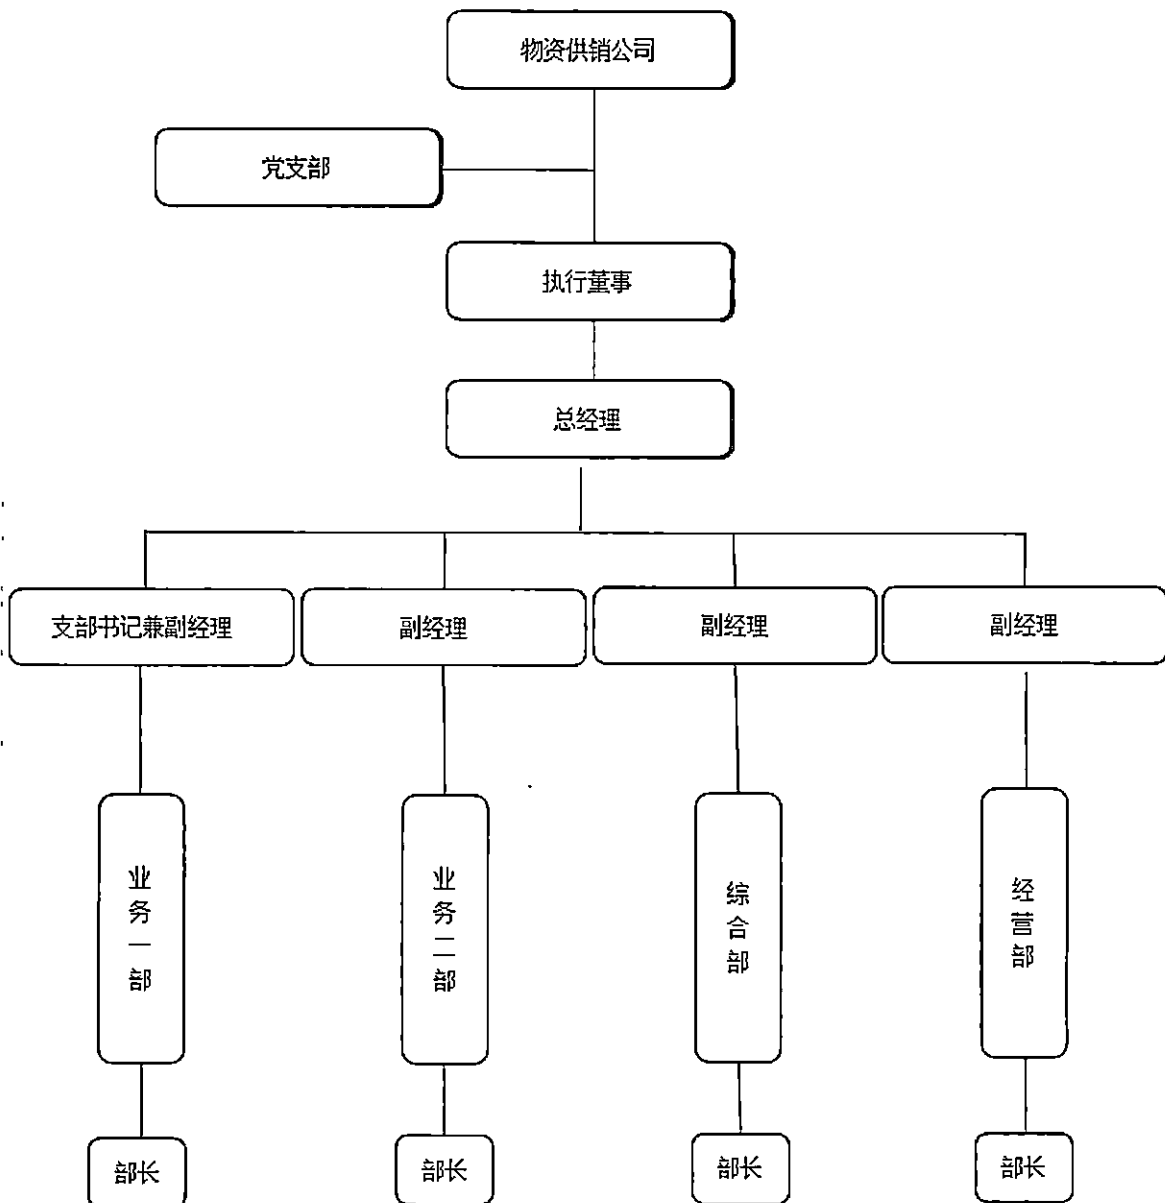 物资供销公司
党支部
执行董事
总经理
支部书记兼副经理
副经理
副经理
副经理
业务一部
业务二部
综合部
经营部
部长
部长
部长
部长